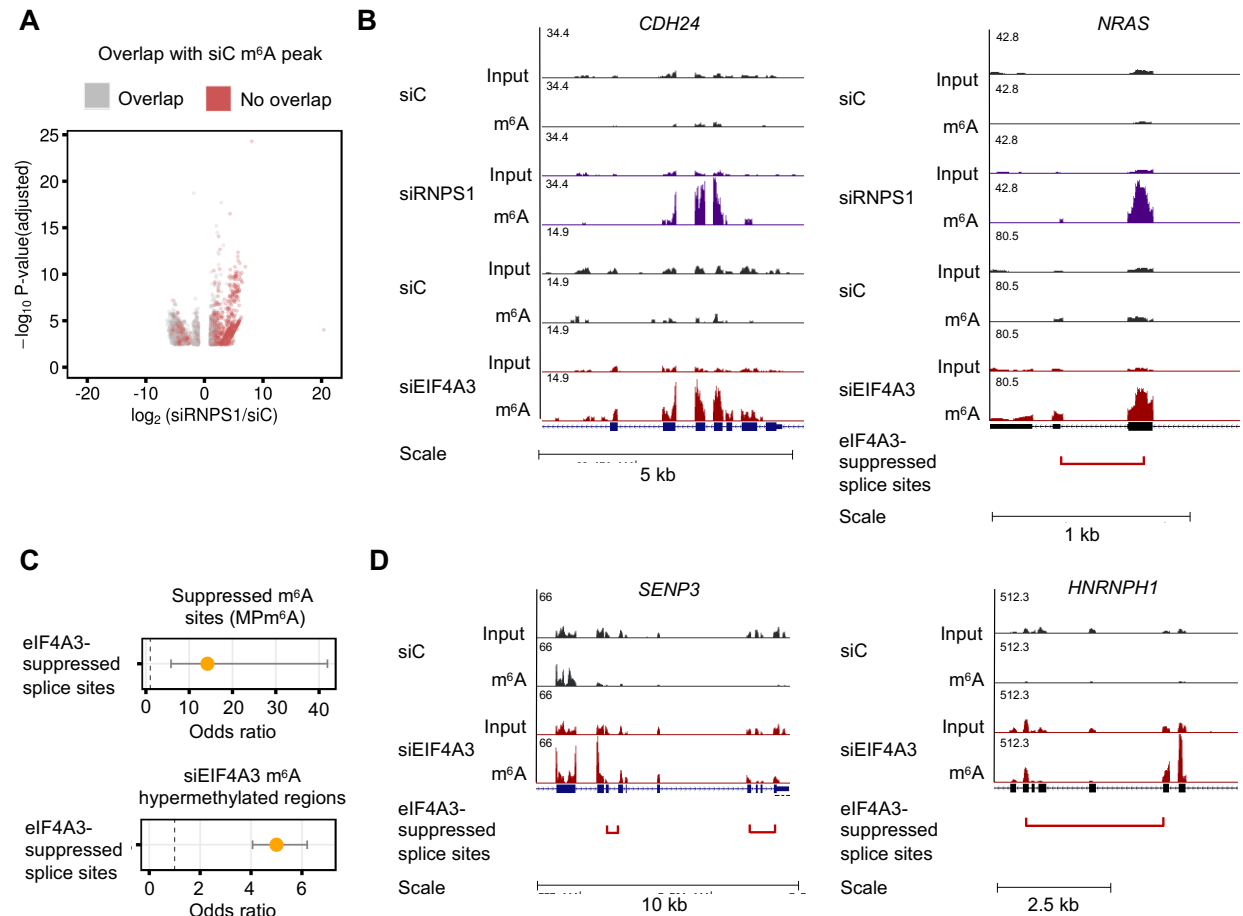 A
Overlap with siC m⁶A peak
Overlap
No overlap
25
20
15
10
5
0
−log₁₀ P-value(adjusted)
-20
-10
0
10
20
log₂ (siRNPS1/siC)
B
CDH24
34.4
Input
34.4
siC
m⁶A
34.4
Input
34.4
siRNPS1
m⁶A
14.9
Input
14.9
siC
m⁶A
14.9
Input
14.9
siEIF4A3
m⁶A
Scale
5 kb
NRAS
42.8
Input
42.8
siC
m⁶A
42.8
Input
42.8
siRNPS1
m⁶A
80.5
Input
80.5
siC
m⁶A
80.5
Input
80.5
siEIF4A3
m⁶A
eIF4A3-
suppressed
splice sites
Scale
1 kb
C
Suppressed m⁶A
sites (MPm⁶A)
eIF4A3-
suppressed
splice sites
0
10
20
30
40
Odds ratio
siEIF4A3 m⁶A
hypermethylated regions
eIF4A3-
suppressed
splice sites
0
2
4
6
Odds ratio
D
SENP3
66
Input
66
siC
m⁶A
66
Input
66
siEIF4A3
m⁶A
eIF4A3-
suppressed
splice sites
Scale
10 kb
HNRNPH1
512.3
Input
512.3
siC
m⁶A
512.3
Input
512.3
siEIF4A3
m⁶A
eIF4A3-
suppressed
splice sites
Scale
2.5 kb